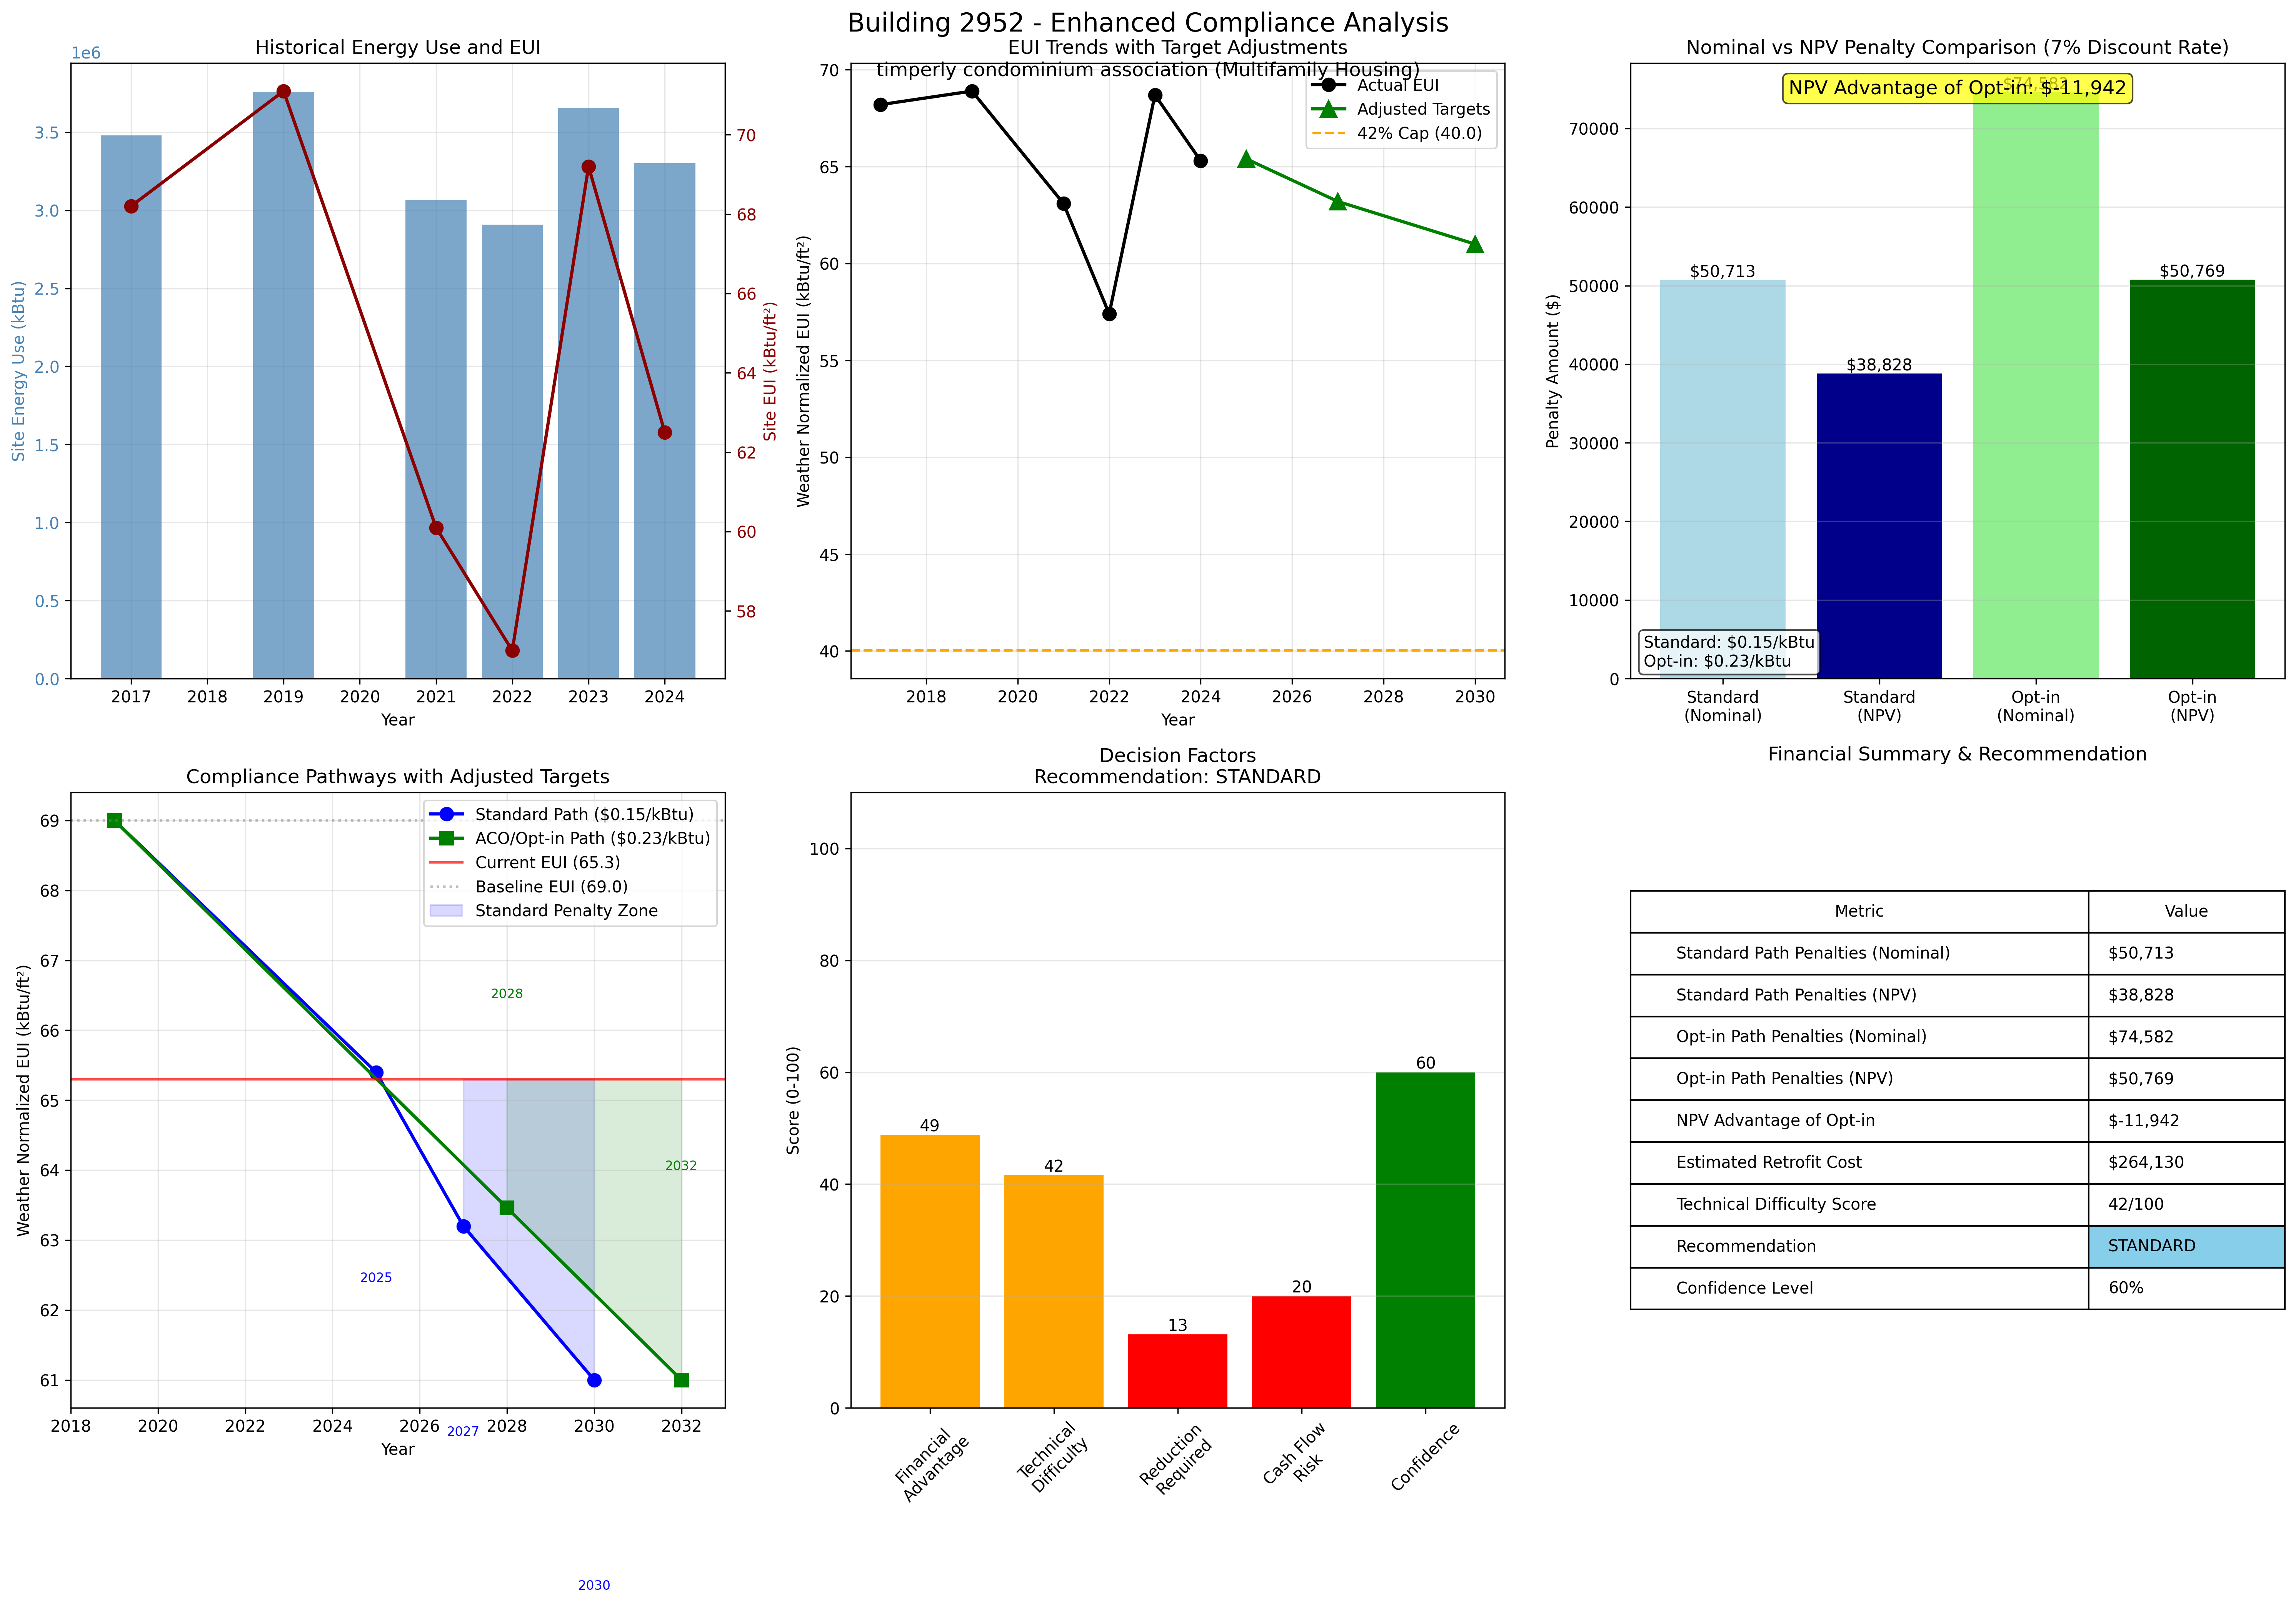 Building 2952 - Enhanced Compliance Analysis
timperly condominium association (Multifamily Housing)
Historical Energy Use and EUI
1e6
3.5
3.0
2.5
2.0
1.5
1.0
0.5
0.0
Site Energy Use (kBtu)
70
68
66
64
62
60
58
Site EUI (kBtu/ft²)
2017 2018 2019 2020 2021 2022 2023 2024
Year
EUI Trends with Target Adjustments
Actual EUI
Adjusted Targets
42% Cap (40.0)
70
65
60
55
50
45
40
Weather Normalized EUI (kBtu/ft²)
2018 2020 2022 2024 2026 2028 2030
Year
Nominal vs NPV Penalty Comparison (7% Discount Rate)
$74,582
NPV Advantage of Opt-in: $-11,942
70000
60000
50000
40000
30000
20000
10000
0
Penalty Amount ($)
$50,713
$38,828
$50,769
Standard: $0.15/kBtu
Opt-in: $0.23/kBtu
Standard
(Nominal)
Standard
(NPV)
Opt-in
(Nominal)
Opt-in
(NPV)
Compliance Pathways with Adjusted Targets
Standard Path ($0.15/kBtu)
ACO/Opt-in Path ($0.23/kBtu)
Current EUI (65.3)
Baseline EUI (69.0)
Standard Penalty Zone
69
68
67
66
65
64
63
62
61
Weather Normalized EUI (kBtu/ft²)
2028
2032
2025
2018 2020 2022 2024 2026 2028 2030 2032
2027
Year
2030
Decision Factors
Recommendation: STANDARD
100
80
60
40
20
0
Score (0-100)
49
42
13
20
60
Financial
Advantage
Technical
Difficulty
Reduction
Required
Cash Flow
Risk
Confidence
Financial Summary & Recommendation
Metric Value
Standard Path Penalties (Nominal) $50,713
Standard Path Penalties (NPV) $38,828
Opt-in Path Penalties (Nominal) $74,582
Opt-in Path Penalties (NPV) $50,769
NPV Advantage of Opt-in $-11,942
Estimated Retrofit Cost $264,130
Technical Difficulty Score 42/100
Recommendation STANDARD
Confidence Level 60%